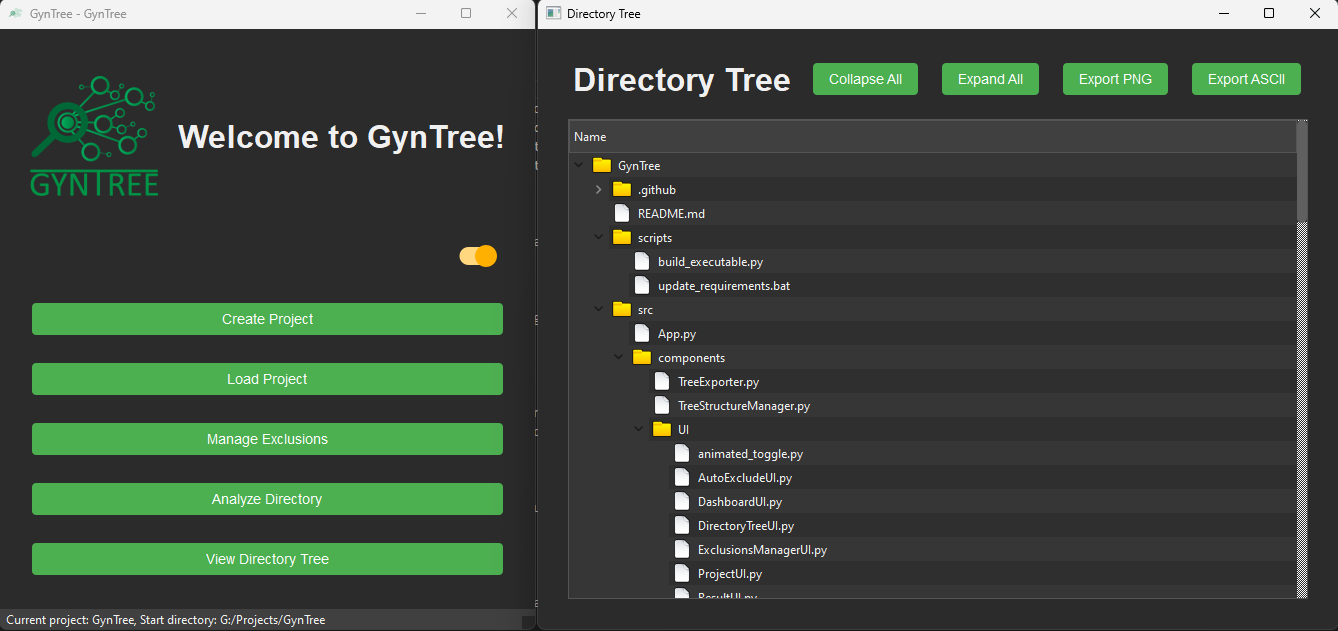 GynTree - GynTree
GYNTREE
Welcome to GynTree!
Create Project
Load Project
Manage Exclusions
Analyze Directory
View Directory Tree
Current project: GynTree, Start directory: G:/Projects/GynTree
Directory Tree
Directory Tree
Collapse All
Expand All
Export PNG
Export ASCII
Name
GynTree
.github
README.md
scripts
build_executable.py
update_requirements.bat
src
App.py
components
TreeExporter.py
TreeStructureManager.py
UI
animated_toggle.py
AutoExcludeUI.py
DashboardUI.py
DirectoryTreeUI.py
ExclusionsManagerUI.py
ProjectUI.py
ResultUI.py